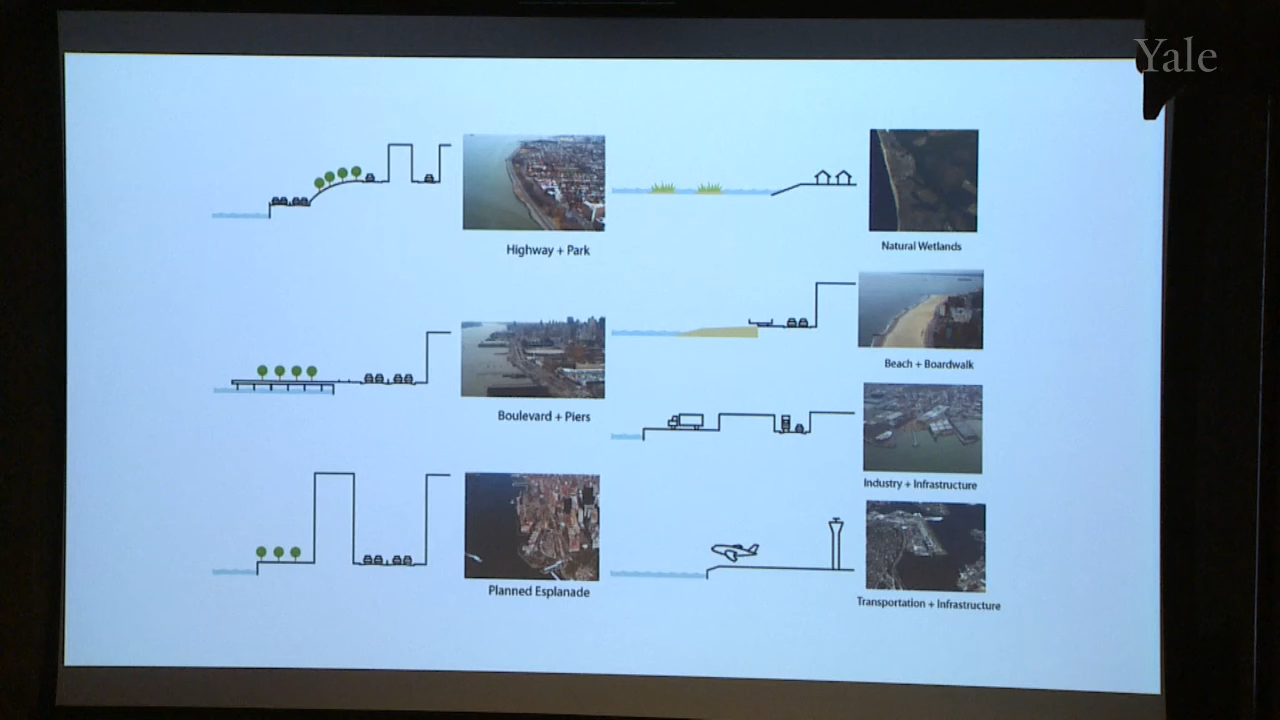 Yale
Highway + Park
Natural Wetlands
Beach + Boardwalk
Boulevard + Piers
Industry + Infrastructure
Planned Esplanade
Transportation + Infrastructure